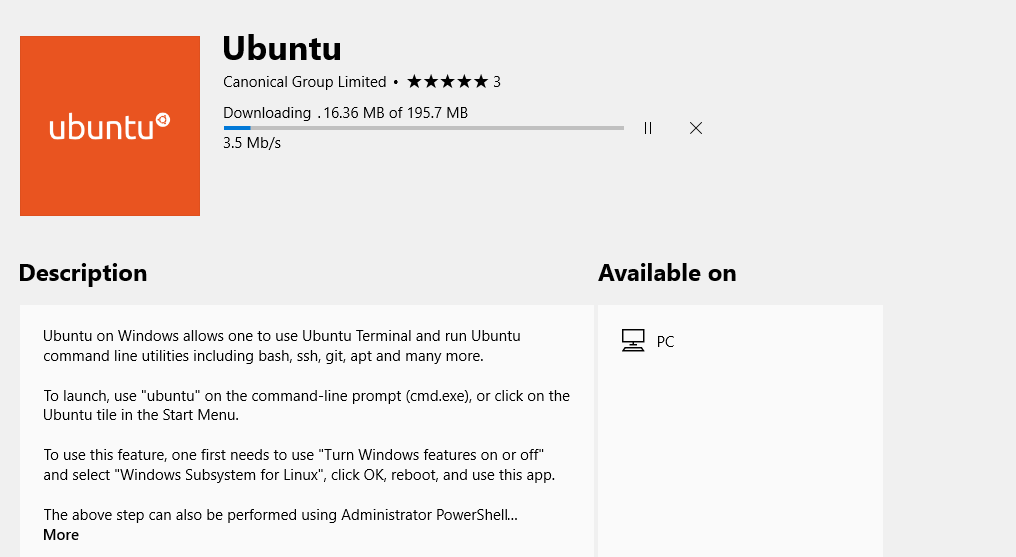 ubuntu
Ubuntu
Canonical Group Limited • ★★★★★ 3
Downloading . 16.36 MB of 195.7 MB
3.5 Mb/s
Description
Available on
Ubuntu on Windows allows one to use Ubuntu Terminal and run Ubuntu
command line utilities including bash, ssh, git, apt and many more.
To launch, use "ubuntu" on the command-line prompt (cmd.exe), or click on the
Ubuntu tile in the Start Menu.
To use this feature, one first needs to use "Turn Windows features on or off"
and select "Windows Subsystem for Linux", click OK, reboot, and use this app.
The above step can also be performed using Administrator PowerShell...
More
PC